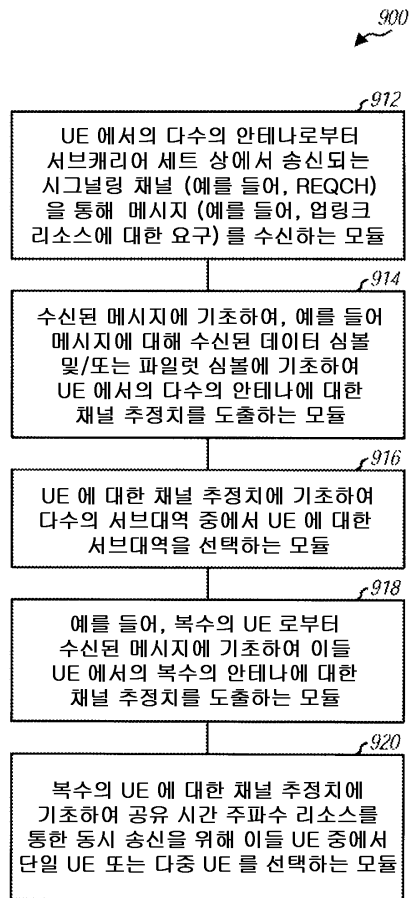 900
912
UE 에서의 다수의 안테나로부터
서브캐리어 세트 상에서 송신되는
시그널링 채널 (예를 들어, REQCH)
을 통해 메시지 (예를 들어, 업링크
리소스에 대한 요구) 를 수신하는 모듈
914
수신된 메시지에 기초하여, 예를 들어
메시지에 대해 수신된 데이터 심볼
및/또는 파일럿 심볼에 기초하여
UE 에서의 다수의 안테나에 대한
채널 추정치를 도출하는 모듈
916
UE 에 대한 채널 추정치에 기초하여
다수의 서브대역 중에서 UE 에 대한
서브대역을 선택하는 모듈
918
예를 들어, 복수의 UE 로부터
수신된 메시지에 기초하여 이들
UE 에서의 복수의 안테나에 대한
채널 추정치를 도출하는 모듈
920
복수의 UE 에 대한 채널 추정치에
기초하여 공유 시간 주파수 리소스를
통한 동시 송신을 위해 이들 UE 중에서
단일 UE 또는 다중 UE 를 선택하는 모듈